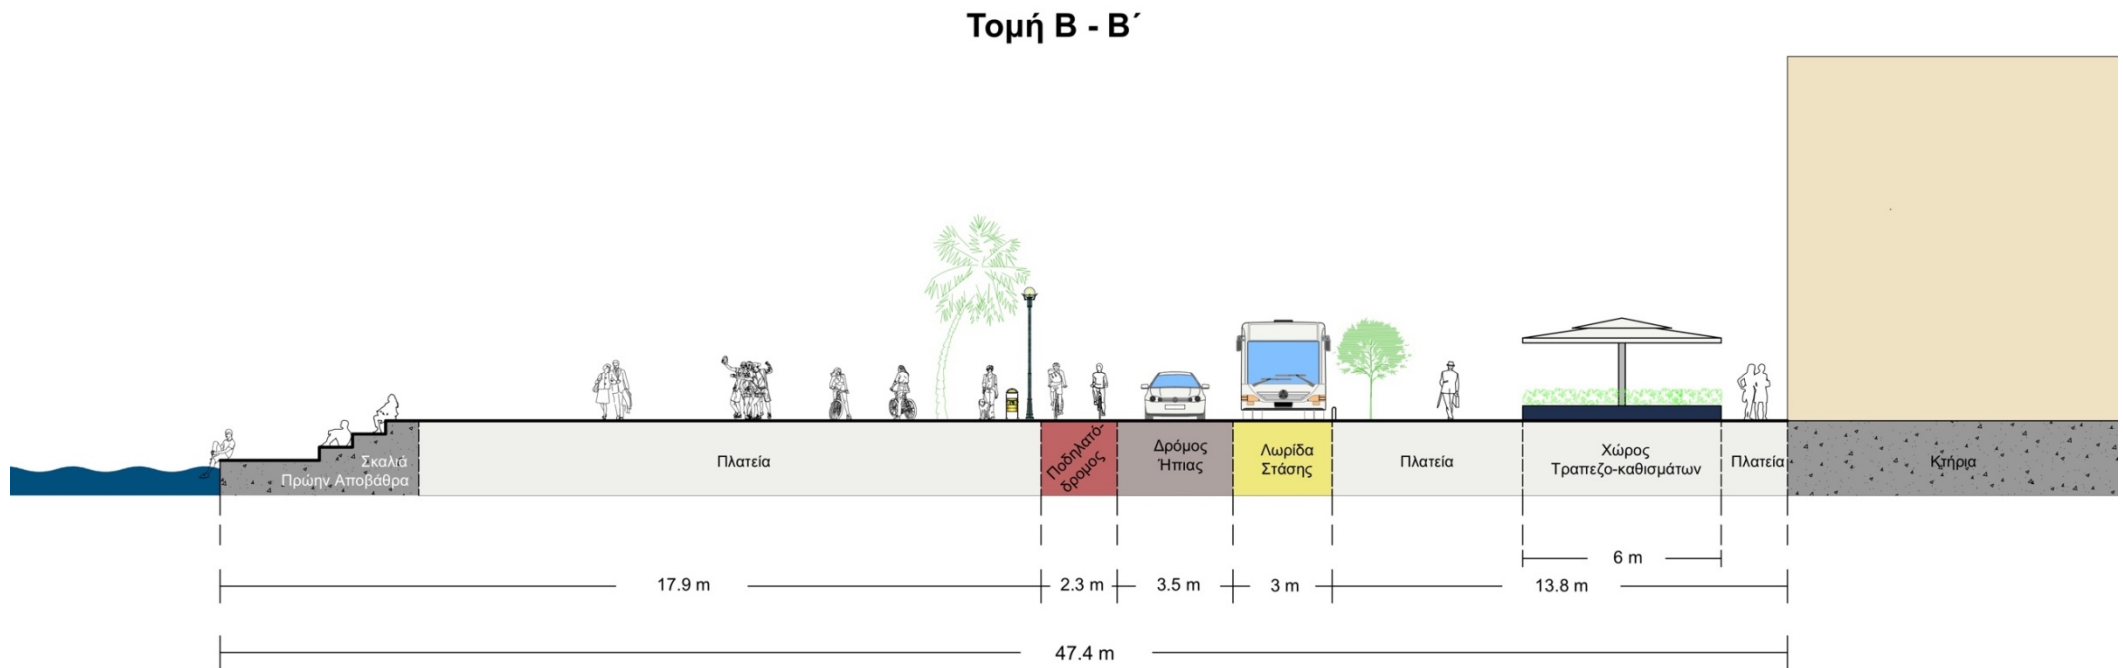 Τομή Β - Β΄
Σκαλιά
Πρώην Αποβάθρα
Πλατεία
Ποδηλατό-
δρομος
Δρόμος
Ήπιας
Λωρίδα
Στάσης
Πλατεία
Χώρος
Τραπεζο-καθισμάτων
Πλατεία
Κτήρια
6 m
17.9 m
2.3 m
3.5 m
3 m
13.8 m
47.4 m